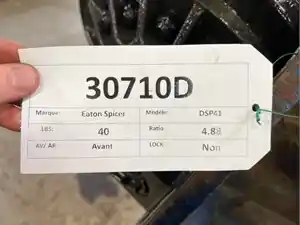 30710D
Marque: Eaton Spicer Modèle: DSP41
LBS: 40 Ratio 4.88
AV/ AR Avant LOCK Non